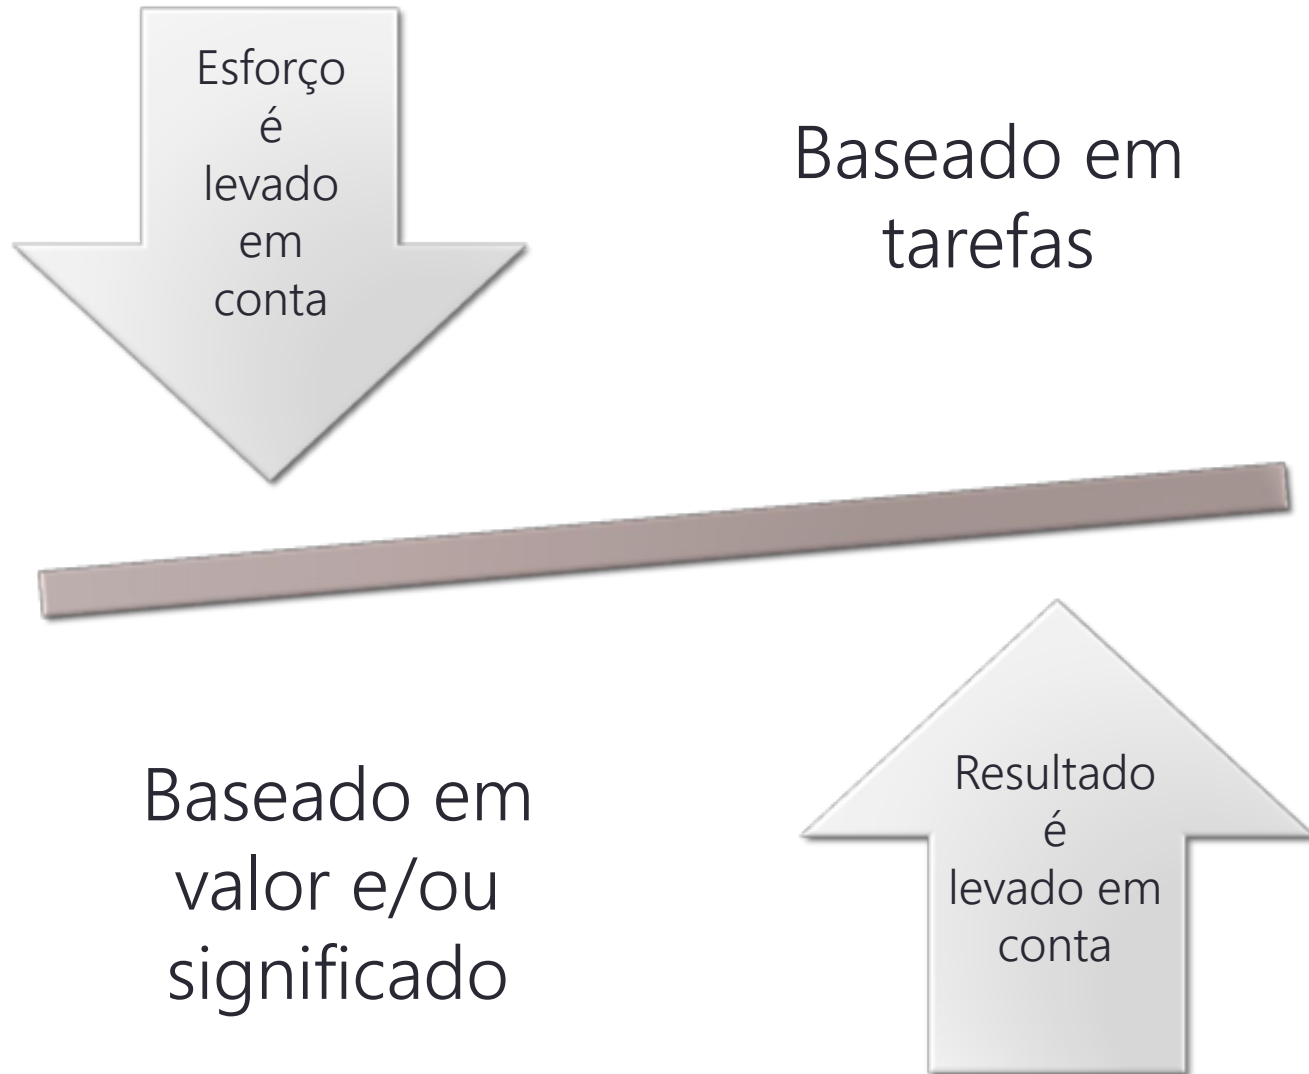 Esforço
é
levado
em
conta
Baseado em
tarefas
Baseado em
valor e/ou
significado
Resultado
é
levado em
conta